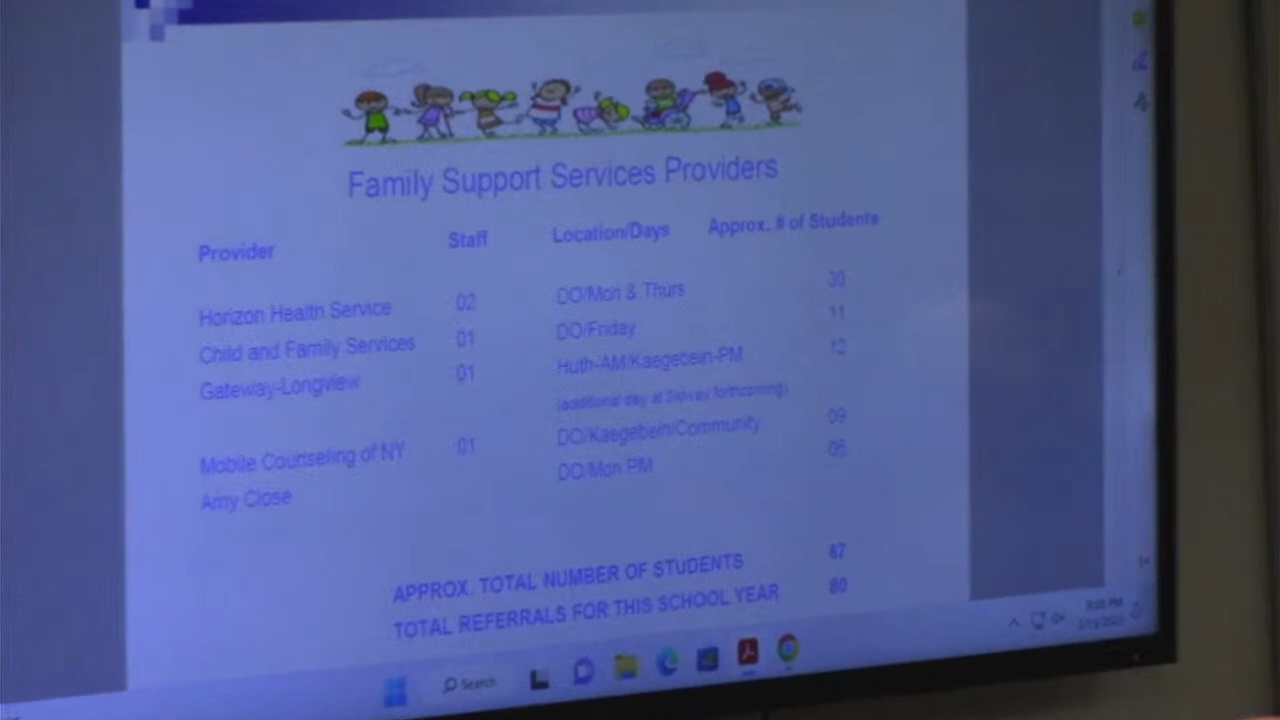 Family Support Services Providers
Provider Staff Location/Days Approx. # of Students
Horizon Health Service 02 DO/Mon & Thurs 30
Child and Family Services 01 DO/Friday 11
Gateway-Longview 01 Huth-AM/Kaegebein-PM 12
(additional day at Sidway forthcoming)
Mobile Counseling of NY 01 DO/Kaegebein/Community 09
Amy Close DO/Mon PM 05
APPROX. TOTAL NUMBER OF STUDENTS 67
TOTAL REFERRALS FOR THIS SCHOOL YEAR 80
Search